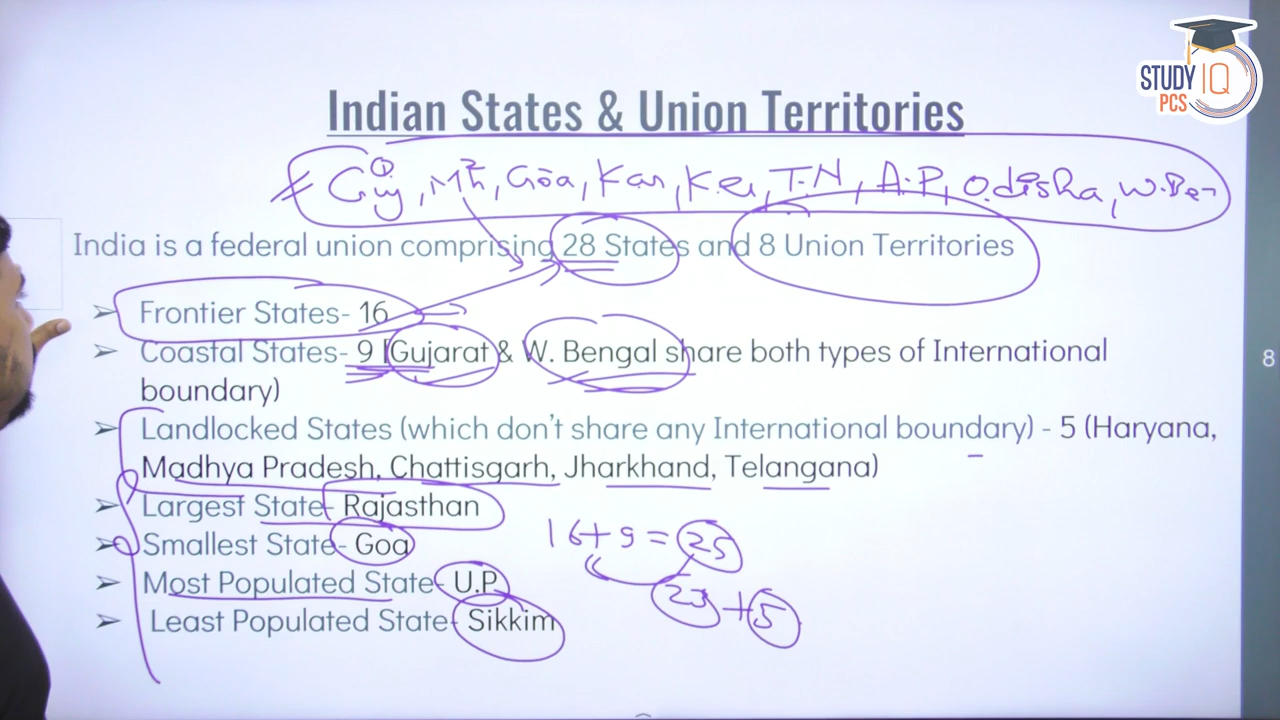 STUDY IQ
PCS
Indian States & Union Territories
Guj, Mh, Goa, Kar, Ker, T.N, A.P, Odisha, W.Ben
India is a federal union comprising 28 States and 8 Union Territories
➢ Frontier States- 16
➢ Coastal States- 9 [Gujarat & W. Bengal share both types of International
boundary)
➢ Landlocked States (which don’t share any International boundary) - 5 (Haryana,
Madhya Pradesh, Chattisgarh, Jharkhand, Telangana)
➢ Largest State- Rajasthan
➢ Smallest State- Goa
➢ Most Populated State- U.P
➢ Least Populated State- Sikkim
16+9 = 25
23 + 5
8